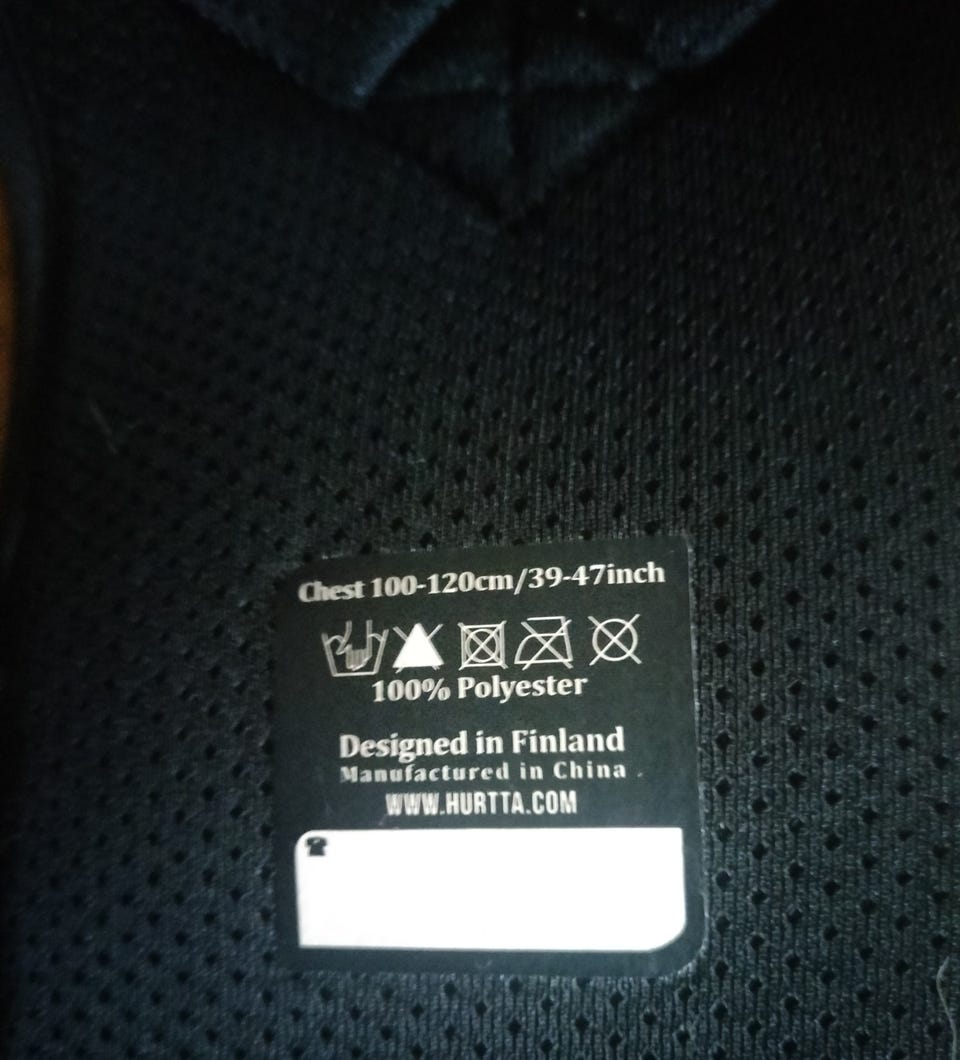 Chest 100-120cm/39-47inch
100% Polyester
Designed in Finland
Manufactured in China
WWW.HURTTA.COM